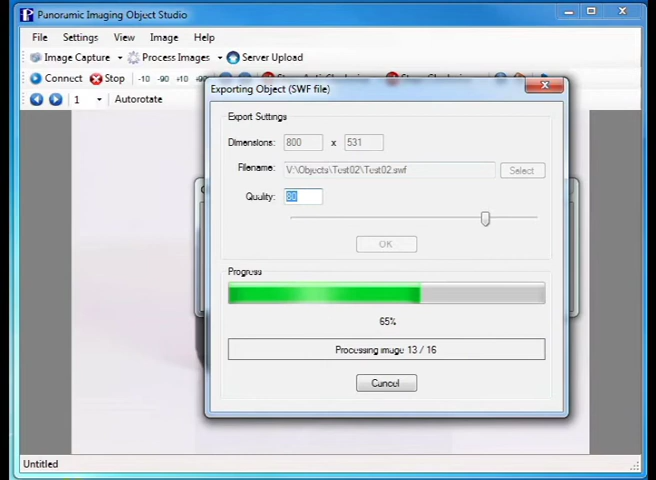 Panoramic Imaging Object Studio
File Settings View Image Help
Image Capture Process Images Server Upload
Connect Stop -10 -90 +10 +90
1 Autorotate
Exporting Object (SWF file)
Export Settings
Dimensions: 800 x 531
Filename: V:\Objects\Test02\Test02.swf Select
Quality: 80
OK
Progress
65%
Processing image 13 / 16
Cancel
Untitled